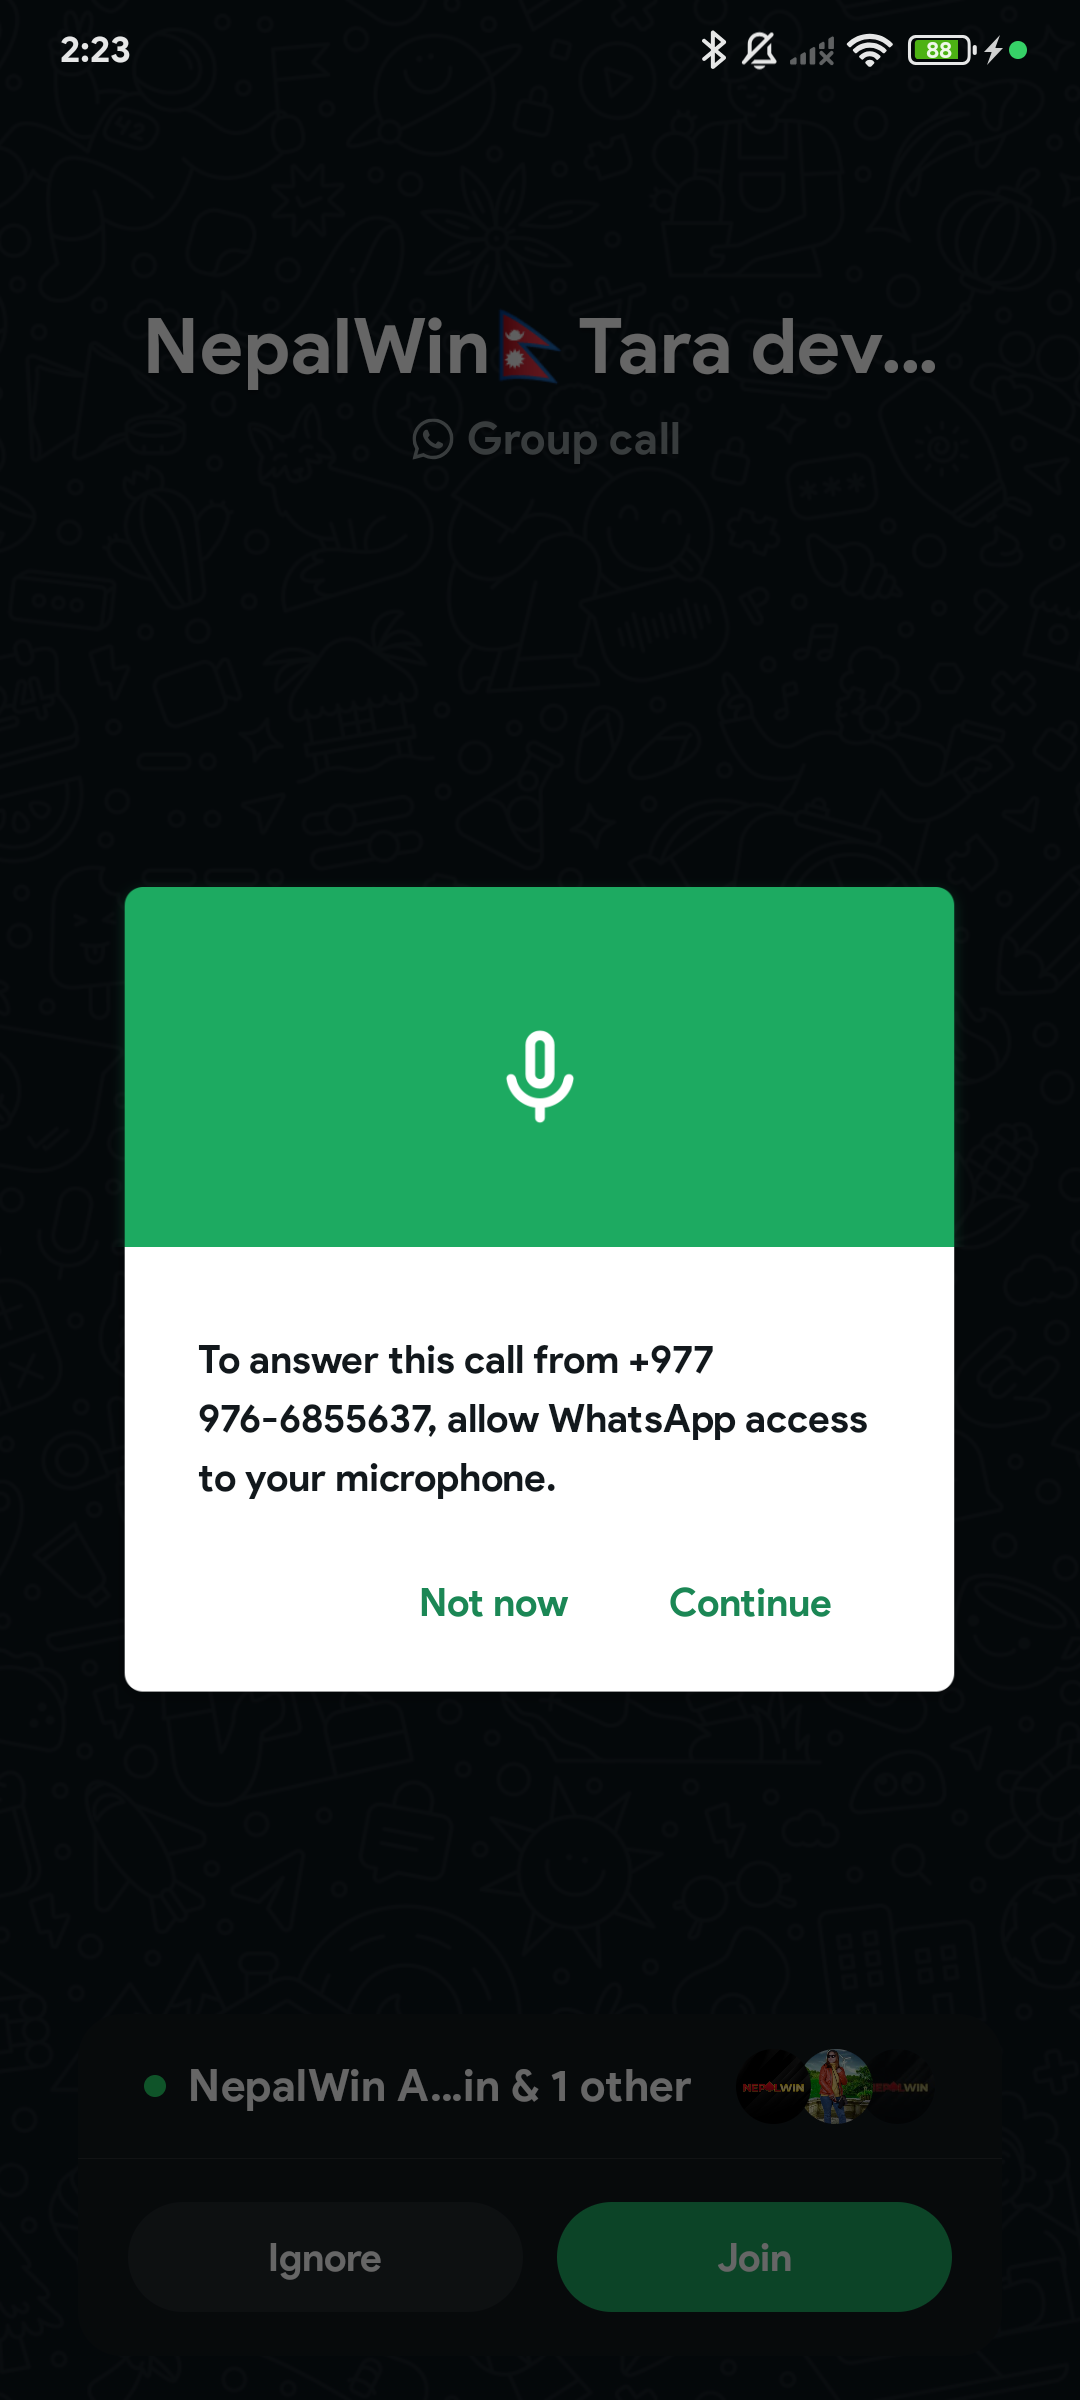 2:23
88
NepalWin🇳🇵 Tara dev...
Group call
To answer this call from +977
976-6855637, allow WhatsApp access
to your microphone.
Not now
Continue
NepalWin A...in & 1 other
NEPALWIN
Ignore
Join